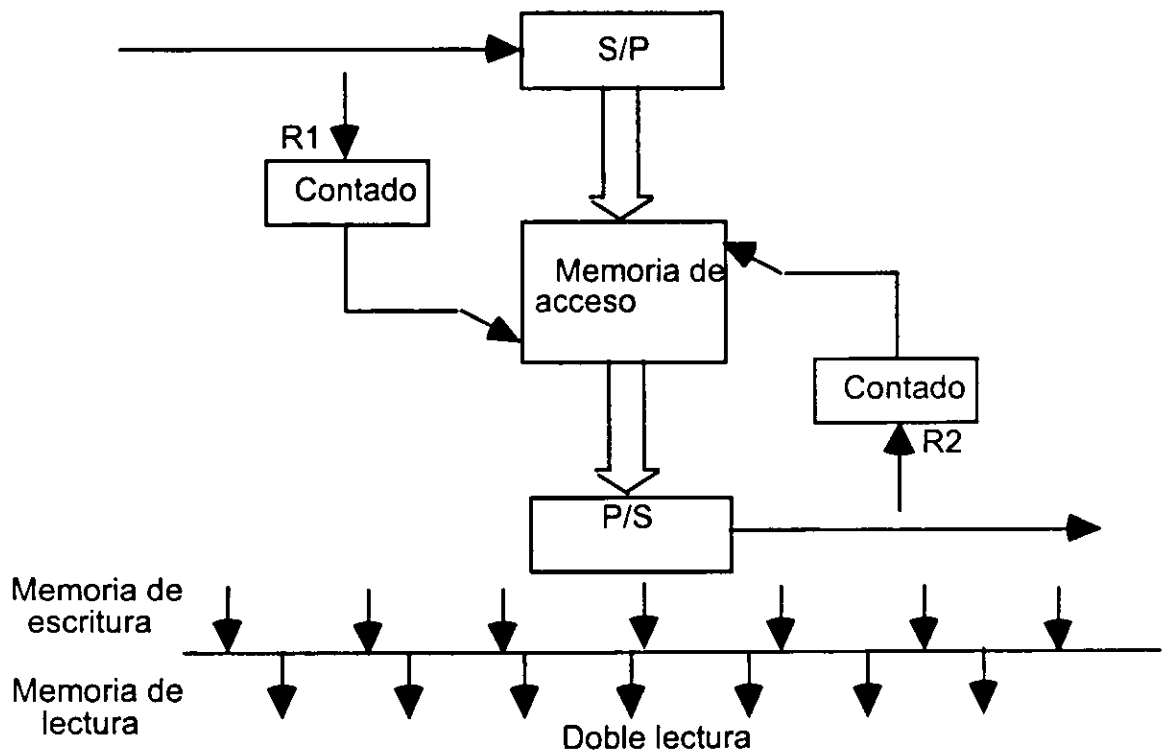 S/P
R1
Contado
Memoria de
acceso
Contado
R2
P/S
Memoria de
escritura
Memoria de
lectura
Doble lectura